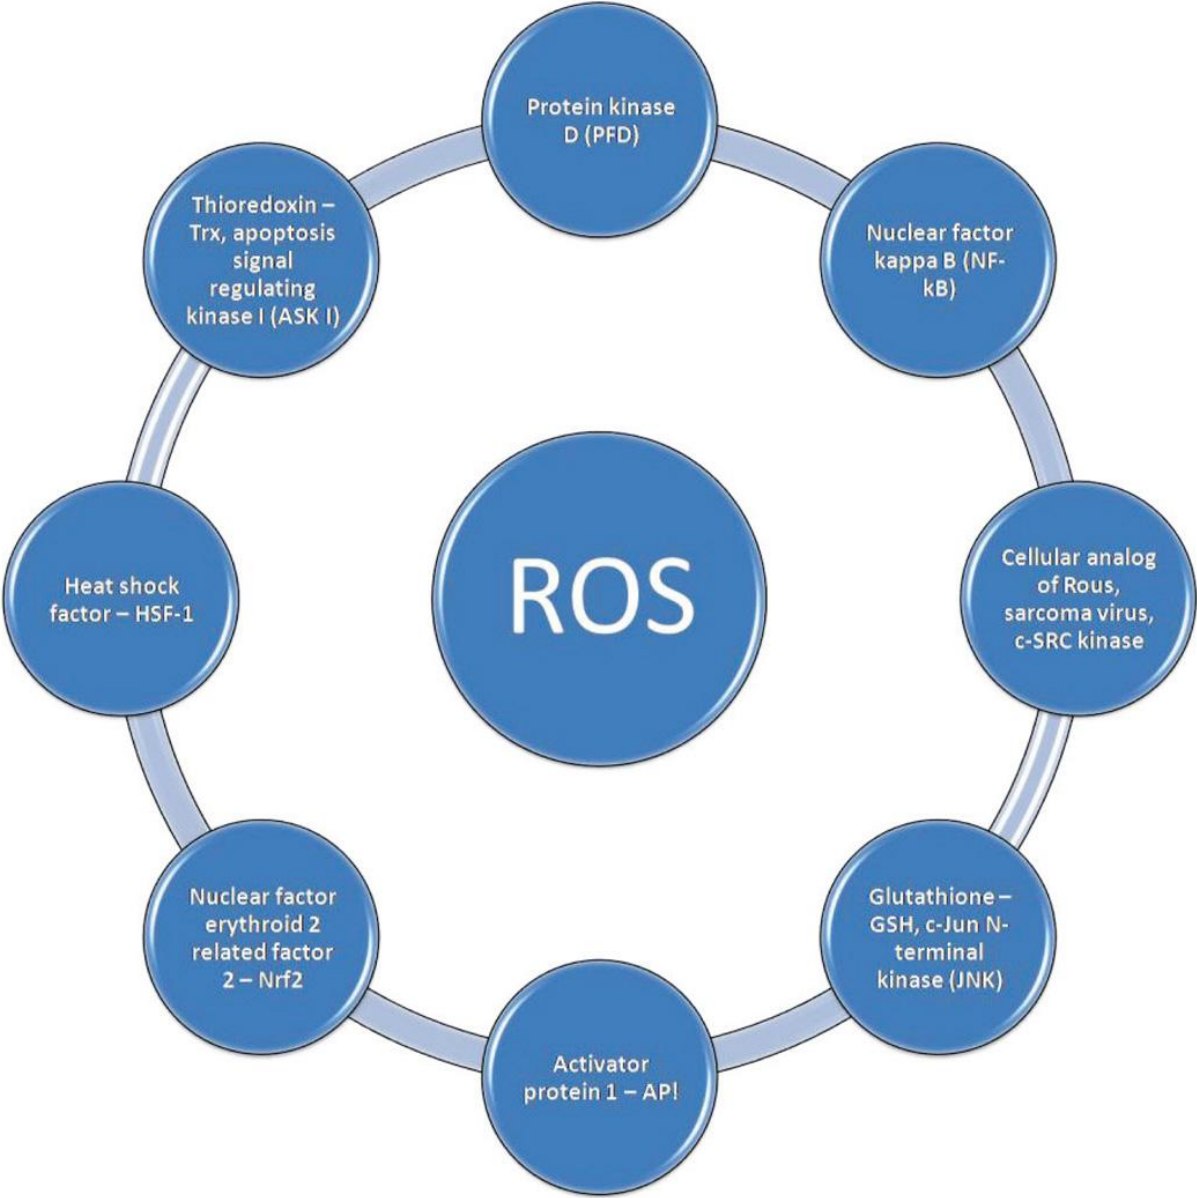 Protein kinase
D (PFD)
Nuclear factor
kappa B (NF-
kB)
Cellular analog
of Rous,
sarcoma virus,
c-SRC kinase
Glutathione –
GSH, c-Jun N-
terminal
kinase (JNK)
Activator
protein 1 – AP!
Nuclear factor
erythroid 2
related factor
2 – Nrf2
Heat shock
factor – HSF-1
Thioredoxin –
Trx, apoptosis
signal
regulating
kinase I (ASK I)
ROS